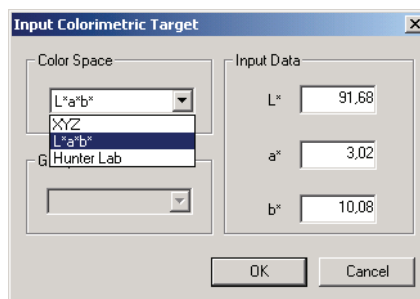 Input Colorimetric Target
Color Space
L*a*b*
XYZ
L*a*b*
Hunter Lab
Input Data
L* 91,68
a* 3,02
b* 10,08
OK Cancel